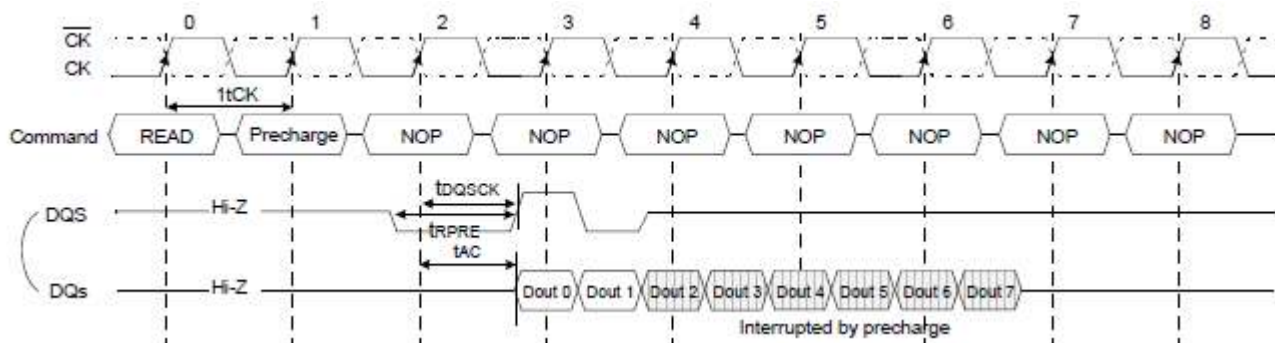 0 1 2 3 4 5 6 7 8
CK
CK
1tCK
Command READ Precharge NOP NOP NOP NOP NOP NOP NOP
tDQSCK
DQS Hi-Z
tRPRE
tAC
DQs Hi-Z Dout 0 Dout 1 Dout 2 Dout 3 Dout 4 Dout 5 Dout 6 Dout 7
Interrupted by precharge